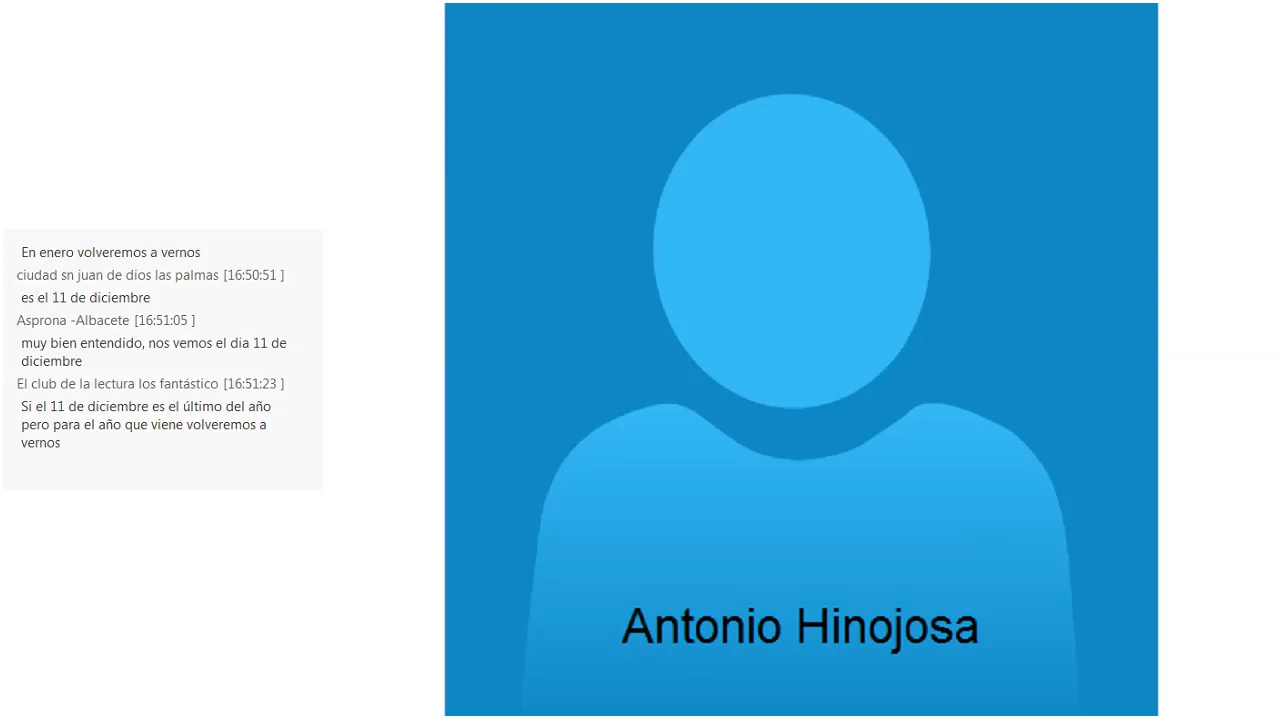 En enero volveremos a vernos
ciudad sn juan de dios las palmas [16:50:51 ]
es el 11 de diciembre
Asprona -Albacete [16:51:05 ]
muy bien entendido, nos vemos el dia 11 de
diciembre
El club de la lectura los fantástico [16:51:23 ]
Si el 11 de diciembre es el último del año
pero para el año que viene volveremos a
vernos
Antonio Hinojosa